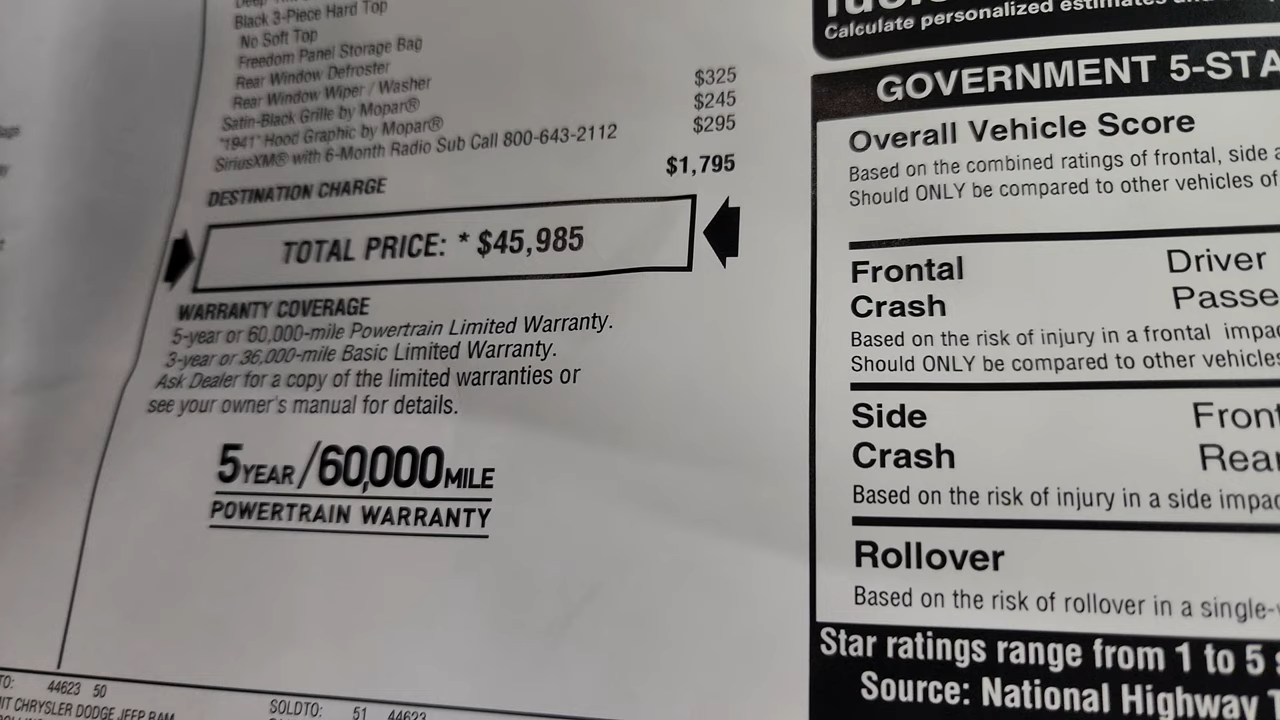 Black 3-Piece Hard Top
No Soft Top
Freedom Panel Storage Bag
Rear Window Defroster
Rear Window Wiper / Washer
Satin-Black Grille by Mopar® $325
"1941" Hood Graphic by Mopar® $245
SiriusXM® with 6-Month Radio Sub Call 800-643-2112 $295
DESTINATION CHARGE $1,795
TOTAL PRICE: * $45,985
WARRANTY COVERAGE
5-year or 60,000-mile Powertrain Limited Warranty.
3-year or 36,000-mile Basic Limited Warranty.
Ask Dealer for a copy of the limited warranties or
see your owner's manual for details.
5YEAR/60,000MILE
POWERTRAIN WARRANTY
TO: 44623 50
IT CHRYSLER DODGE JEEP RAM
SOLDTO: 51 44623
Calculate personalized estimates
GOVERNMENT 5-STA
Overall Vehicle Score
Based on the combined ratings of frontal, side a
Should ONLY be compared to other vehicles of
Frontal Driver
Crash Passe
Based on the risk of injury in a frontal impac
Should ONLY be compared to other vehicles
Side Fron
Crash Rear
Based on the risk of injury in a side impac
Rollover
Based on the risk of rollover in a single-v
Star ratings range from 1 to 5 s
Source: National Highway T